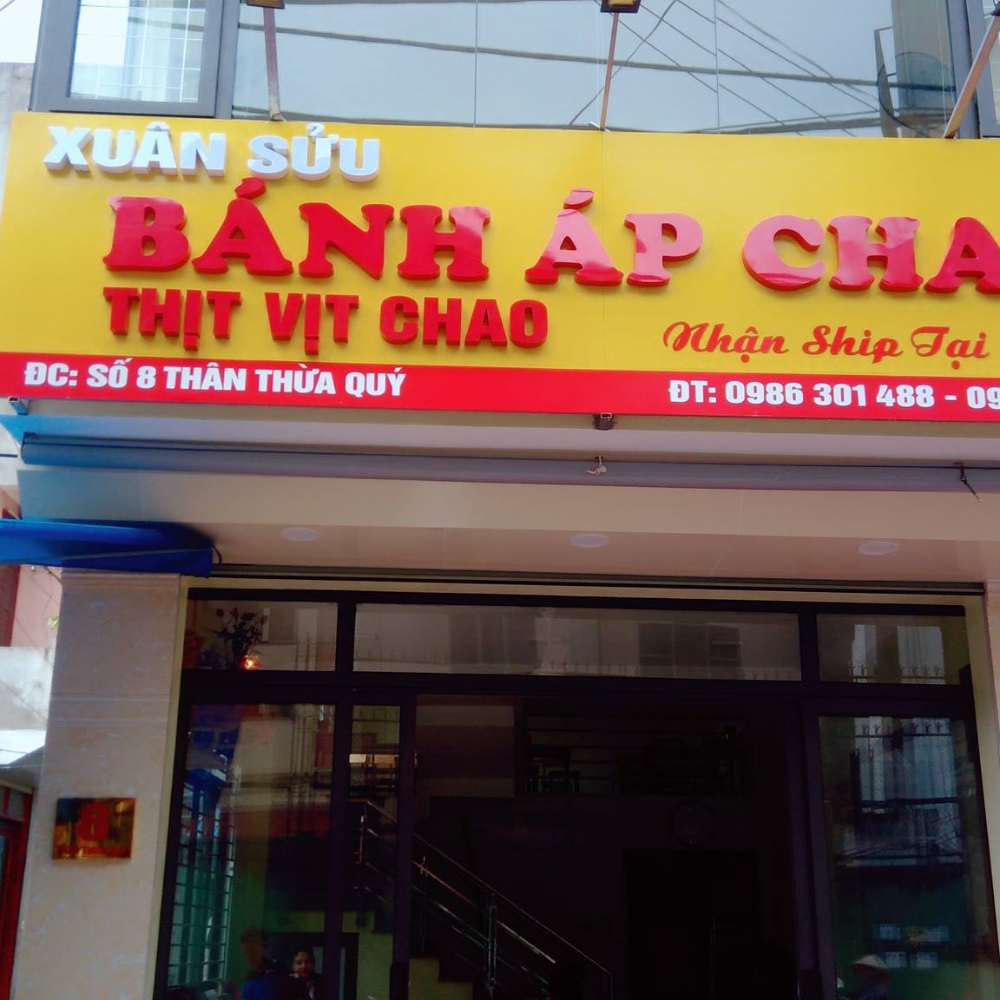 XUÂN SỬU
BÁNH ÁP CHA
THỊT VỊT CHAO
Nhận Ship Tại
ĐC: SỐ 8 THÂN THỪA QUÝ
ĐT: 0986 301 488 - 09
8